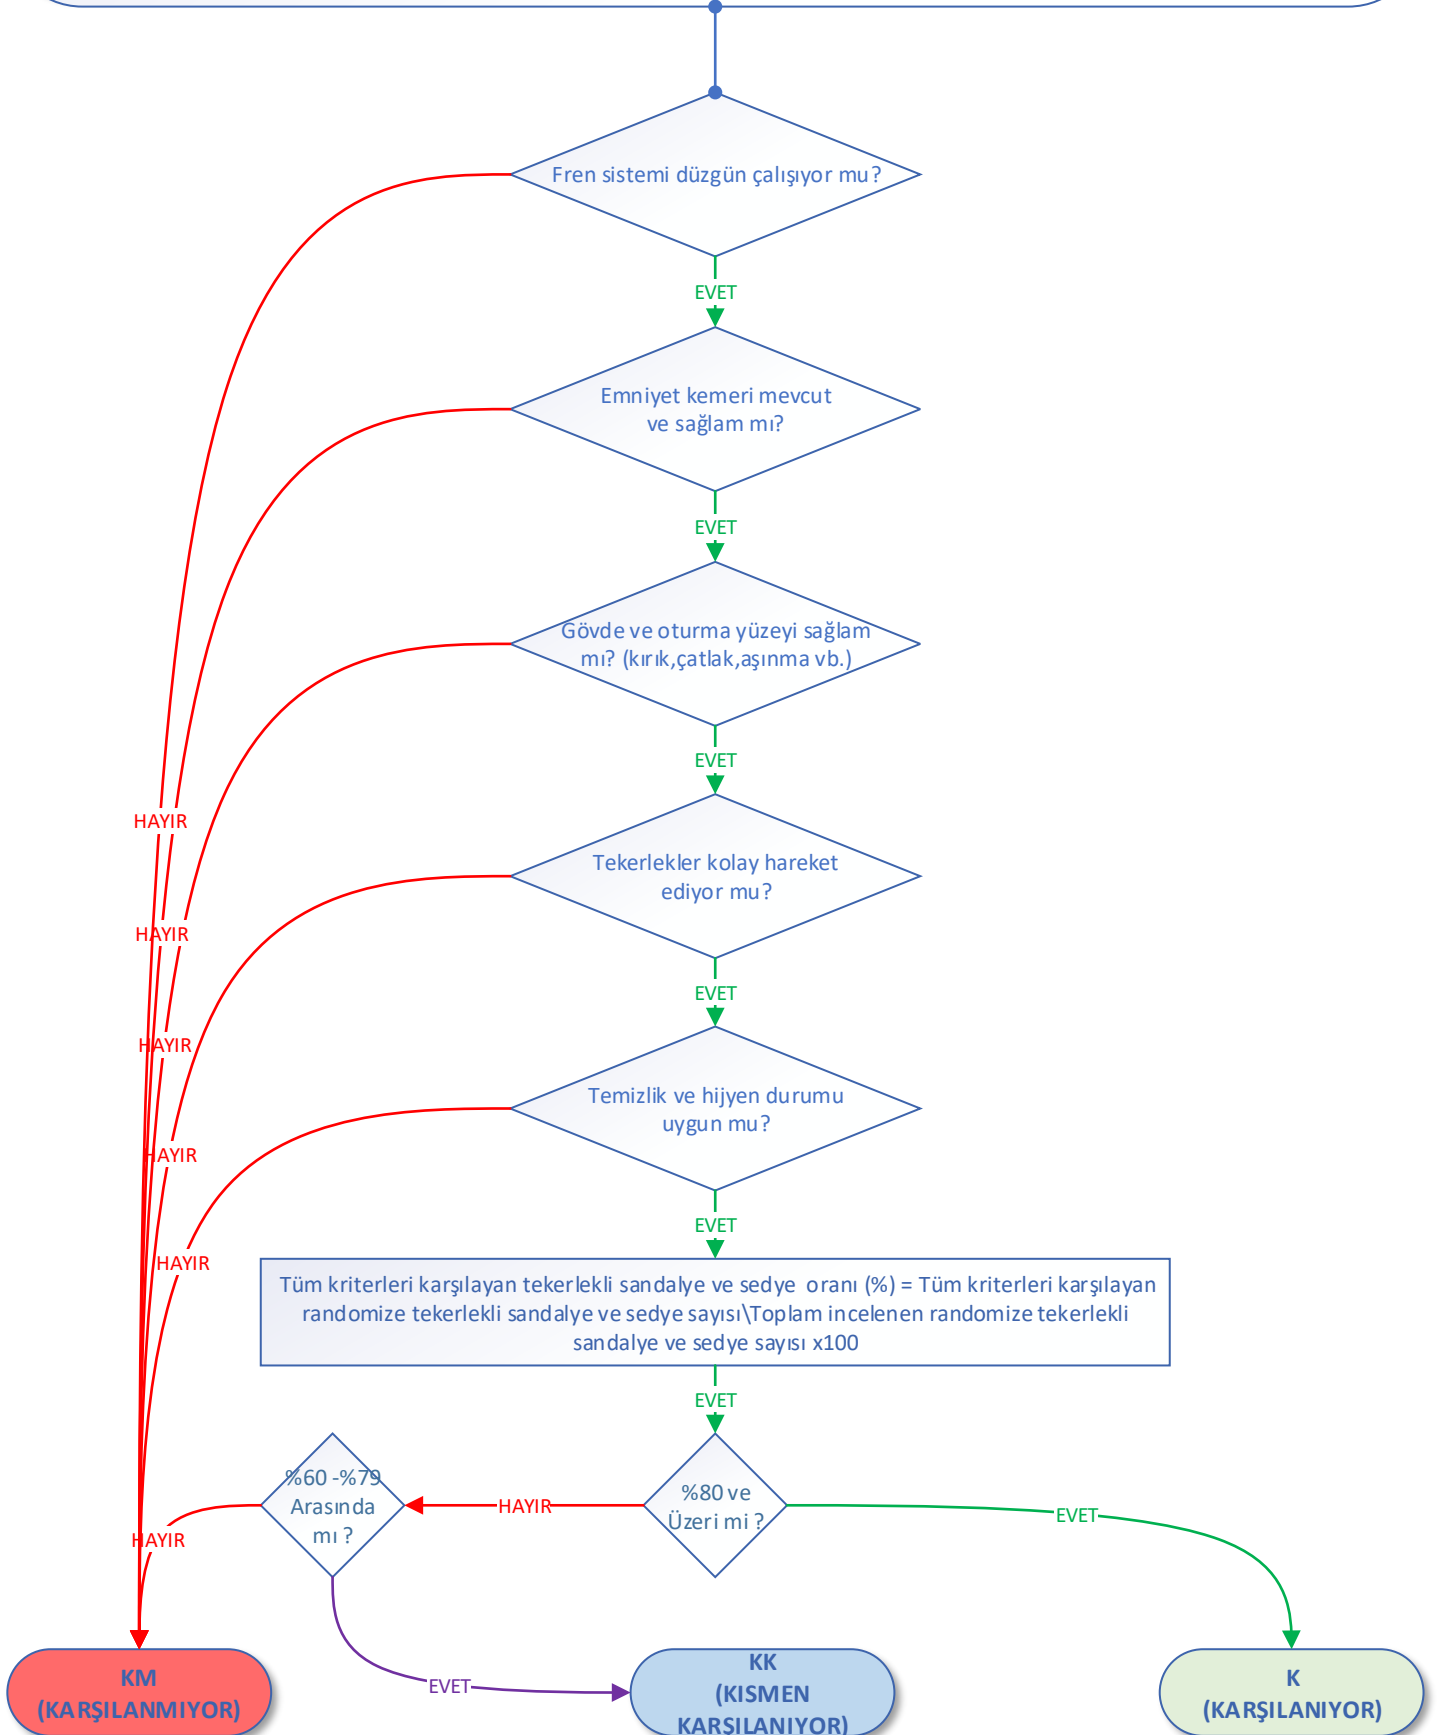 Fren sistemi düzgün çalışıyor mu?
EVET
Emniyet kemeri mevcut
ve sağlam mı?
EVET
Gövde ve oturma yüzeyi sağlam
mı? (kırık,çatlak,aşınma vb.)
EVET
HAYIR
Tekerlekler kolay hareket
ediyor mu?
HAYIR
EVET
HAYIR
Temizlik ve hijyen durumu
uygun mu?
HAYIR
EVET
HAYIR
Tüm kriterleri karşılayan tekerlekli sandalye ve sedye oranı (%) = Tüm kriterleri karşılayan
randomize tekerlekli sandalye ve sedye sayısı\Toplam incelenen randomize tekerlekli
sandalye ve sedye sayısı x100
EVET
%60 -%79
Arasında
mı ?
HAYIR
%80 ve
Üzeri mi ?
EVET
HAYIR
EVET
KM
(KARŞILANMIYOR)
KK
(KISMEN
KARŞILANIYOR)
K
(KARŞILANIYOR)